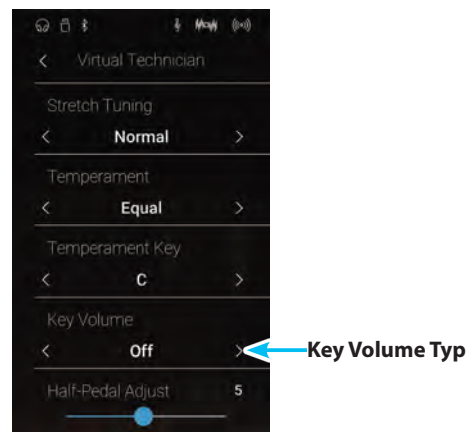 Virtual Technician
Stretch Tuning
Normal
Temperament
Equal
Temperament Key
C
Key Volume
Off
Key Volume Typ
Half-Pedal Adjust 5